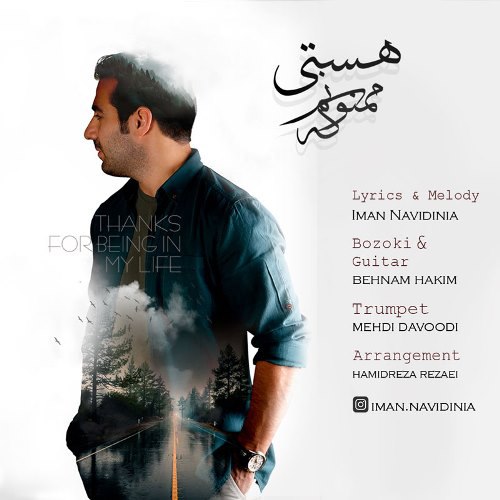 ممنونم که هستی
THANKS
FOR BEING IN
MY LIFE
Lyrics & Melody
IMAN NAVIDINIA
Bozoki &
Guitar
BEHNAM HAKIM
Trumpet
MEHDI DAVOODI
Arrangement
HAMIDREZA REZAEI
IMAN.NAVIDINIA